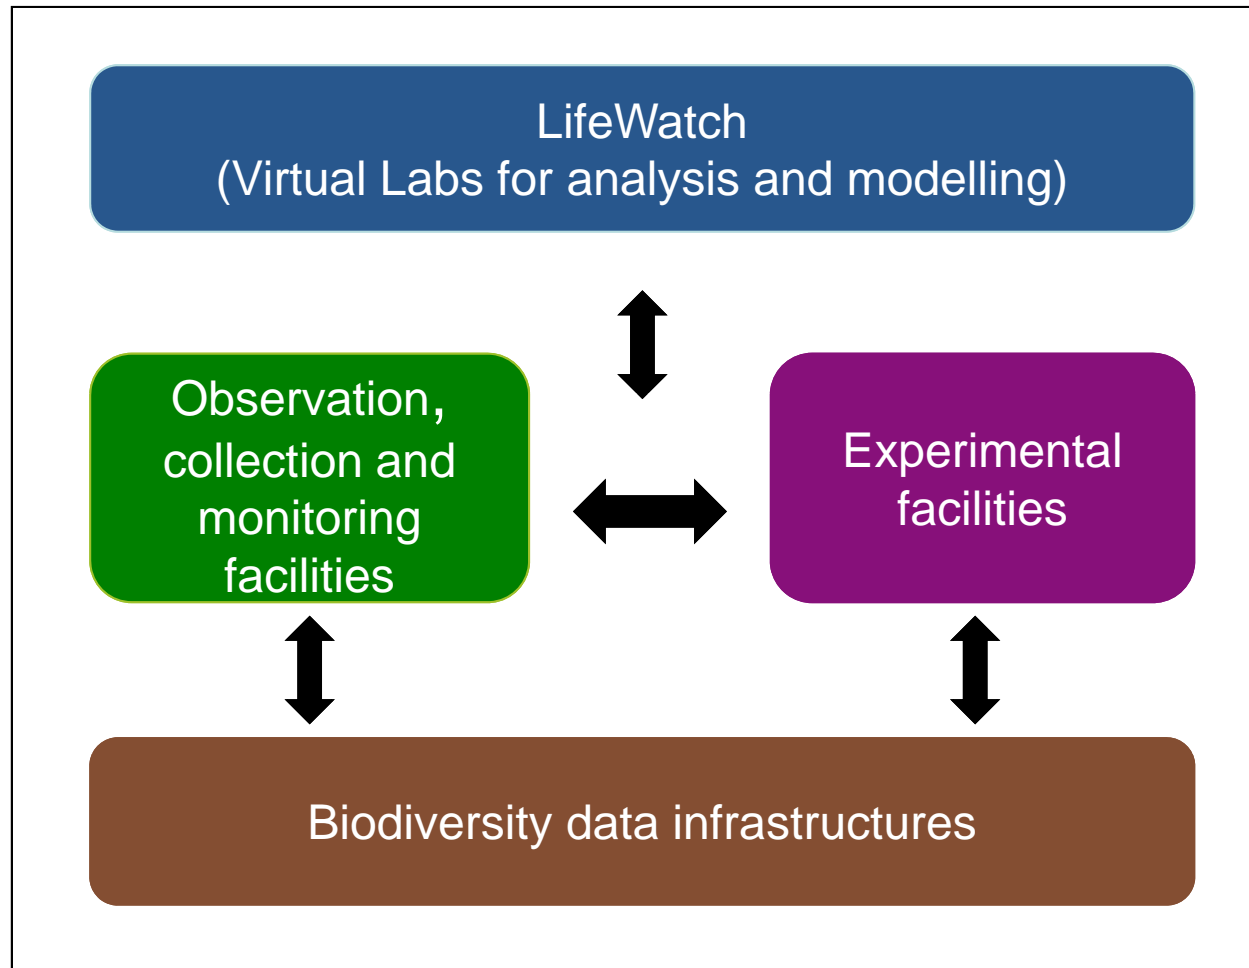 LifeWatch
(Virtual Labs for analysis and modelling)
Observation,
collection and
monitoring
facilities
Experimental
facilities
Biodiversity data infrastructures